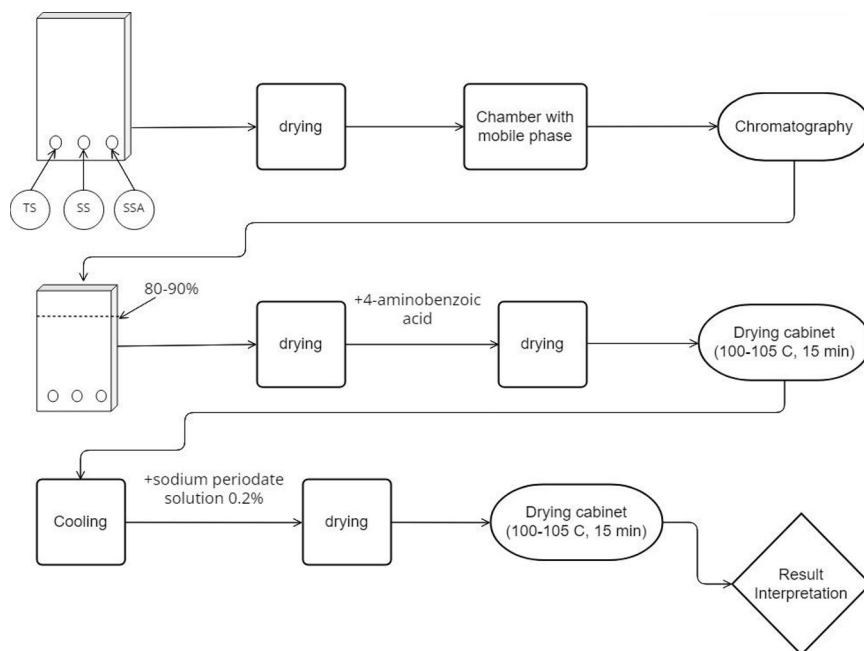 drying
Chamber with
mobile phase
Chromatography
TS
SS
SSA
80-90%
+4-aminobenzoic
acid
drying
drying
Drying cabinet
(100-105 C, 15 min)
+sodium periodate
solution 0.2%
Cooling
drying
Drying cabinet
(100-105 C, 15 min)
Result
Interpretation